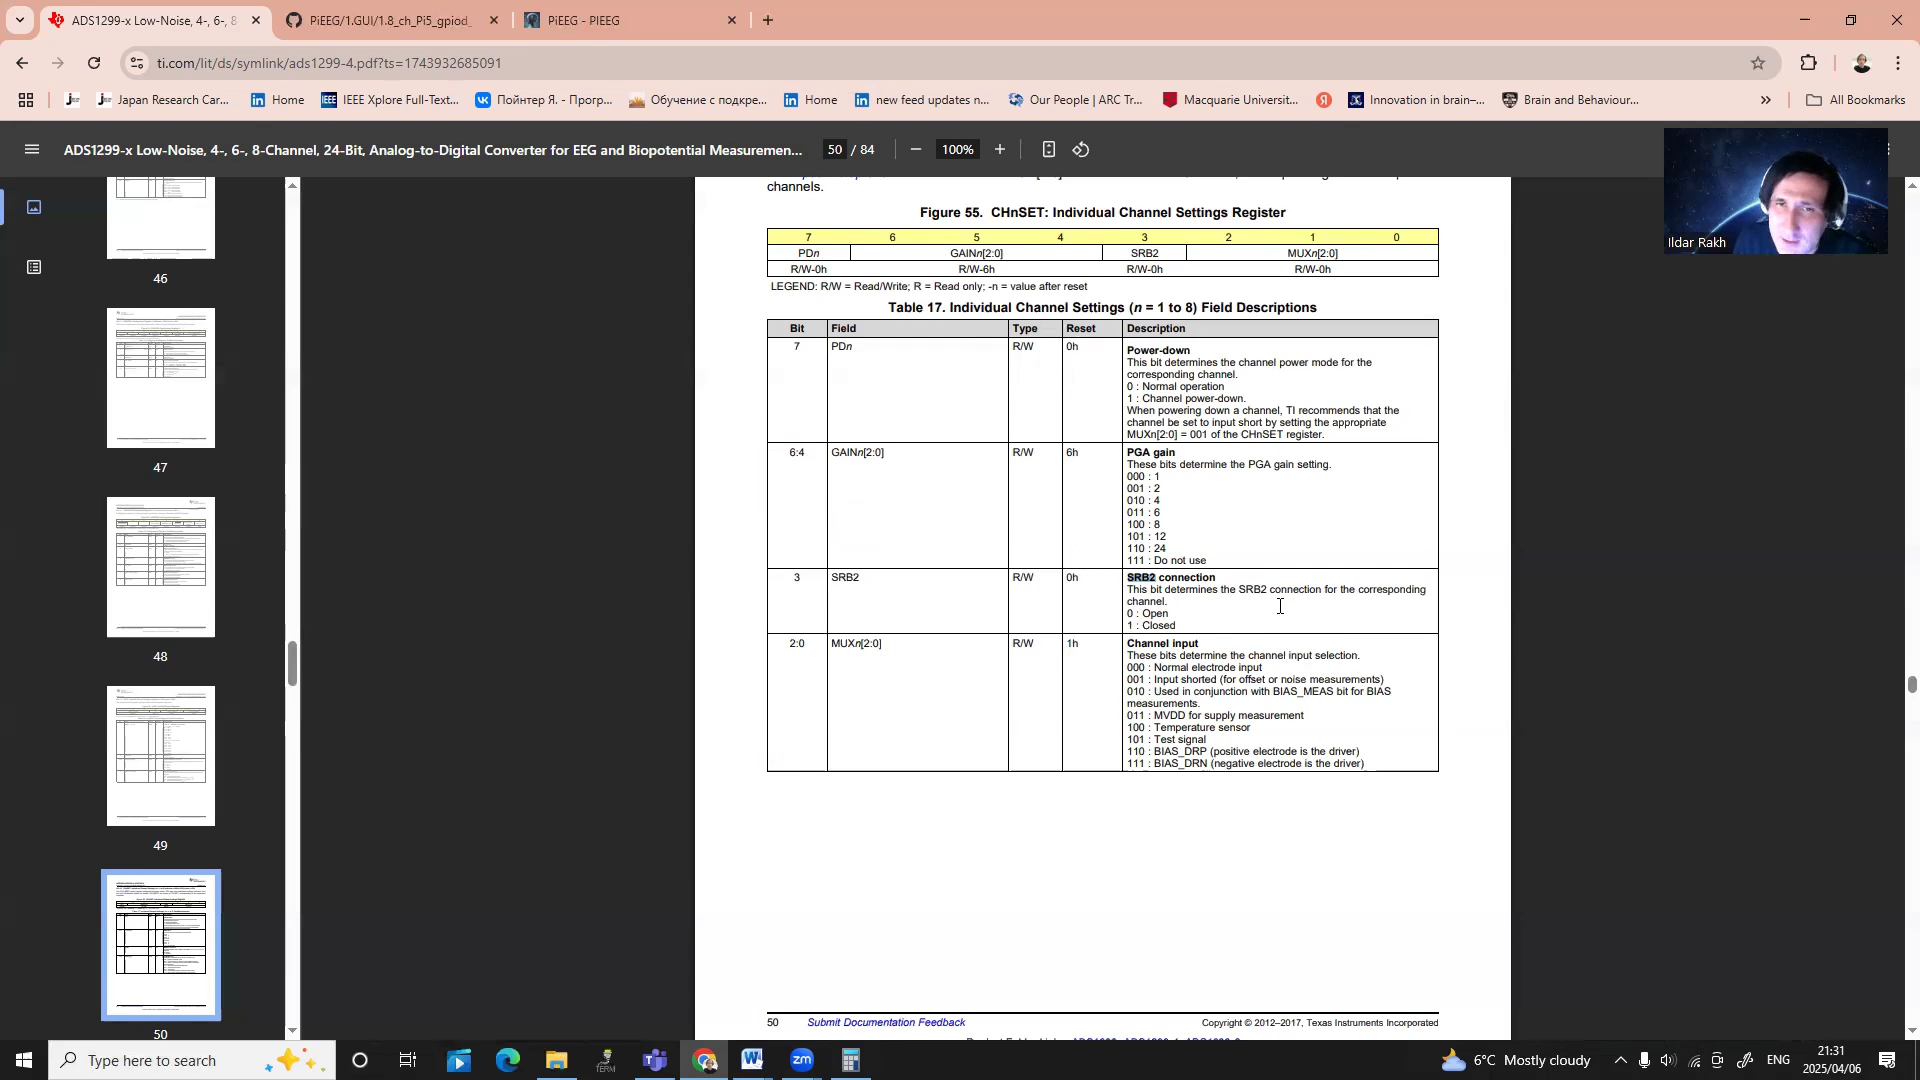 ADS1299-x Low-Noise, 4-, 6-, 8
PiEEG/1.GUI/1.8_ch_Pi5_gpiod_
PiEEG - PIEEG
ti.com/lit/ds/symlink/ads1299-4.pdf?ts=1743932685091
Japan Research Car...
Home
IEEE Xplore Full-Text...
Пойнтер Я. - Прогр...
Обучение с подкре...
Home
new feed updates n...
Our People | ARC Tr...
Macquarie Universit...
Innovation in brain–...
Brain and Behaviour...
All Bookmarks
ADS1299-x Low-Noise, 4-, 6-, 8-Channel, 24-Bit, Analog-to-Digital Converter for EEG and Biopotential Measuremen...
50 / 84
100%
Ildar Rakh
46
47
48
49
50
channels.
Figure 55. CHnSET: Individual Channel Settings Register
7 6 5 4 3 2 1 0
PDn GAINn[2:0] SRB2 MUXn[2:0]
R/W-0h R/W-6h R/W-0h R/W-0h
LEGEND: R/W = Read/Write; R = Read only; -n = value after reset
Table 17. Individual Channel Settings (n = 1 to 8) Field Descriptions
Bit Field Type Reset Description
7 PDn R/W 0h Power-down
This bit determines the channel power mode for the
corresponding channel.
0 : Normal operation
1 : Channel power-down.
When powering down a channel, TI recommends that the
channel be set to input short by setting the appropriate
MUXn[2:0] = 001 of the CHnSET register.
6:4 GAINn[2:0] R/W 6h PGA gain
These bits determine the PGA gain setting.
000 : 1
001 : 2
010 : 4
011 : 6
100 : 8
101 : 12
110 : 24
111 : Do not use
3 SRB2 R/W 0h SRB2 connection
This bit determines the SRB2 connection for the corresponding
channel.
0 : Open
1 : Closed
2:0 MUXn[2:0] R/W 1h Channel input
These bits determine the channel input selection.
000 : Normal electrode input
001 : Input shorted (for offset or noise measurements)
010 : Used in conjunction with BIAS_MEAS bit for BIAS
measurements.
011 : MVDD for supply measurement
100 : Temperature sensor
101 : Test signal
110 : BIAS_DRP (positive electrode is the driver)
111 : BIAS_DRN (negative electrode is the driver)
50 Submit Documentation Feedback Copyright © 2012–2017, Texas Instruments Incorporated
Type here to search
6°C Mostly cloudy
ENG
21:31
2025/04/06